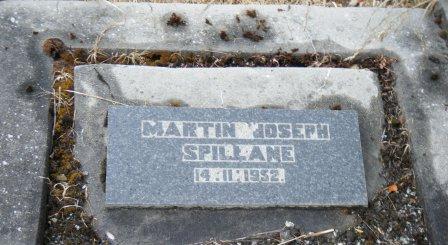 MARTIN JOSEPH
SPILLANE
14.11.1952.